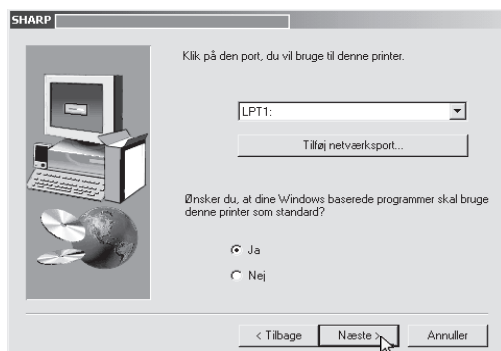 SHARP
Klik på den port, du vil bruge til denne printer.
LPT1:
Tilføj netværksport...
Ønsker du, at dine Windows baserede programmer skal bruge
denne printer som standard?
Ja
Nej
< Tilbage
Næste >
Annuller